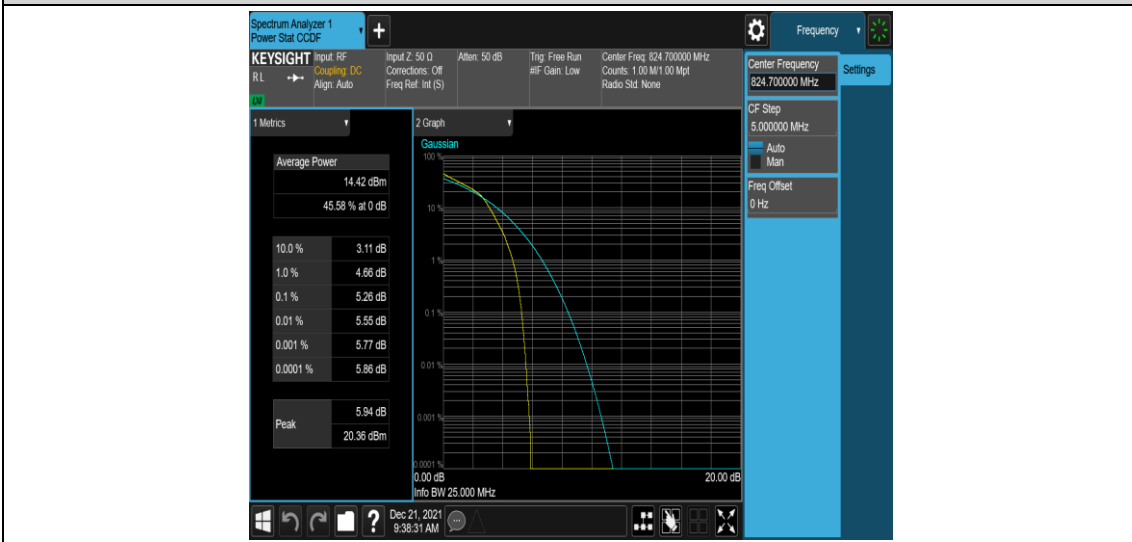 Spectrum Analyzer 1
Power Stat CCDF
+
Frequency
KEYSIGHT
RL
LXI
Input: RF
Coupling: DC
Align: Auto
Input Z: 50 Ω
Corrections: Off
Freq Ref: Int (S)
Atten: 50 dB
Trig: Free Run
#IF Gain: Low
Center Freq: 824.700000 MHz
Counts: 1.00 M/1.00 Mpt
Radio Std: None
Center Frequency
824.700000 MHz
Settings
CF Step
5.000000 MHz
Auto
Man
Freq Offset
0 Hz
1 Metrics
Average Power
14.42 dBm
45.58 % at 0 dB
10.0 % 3.11 dB
1.0 % 4.66 dB
0.1 % 5.26 dB
0.01 % 5.55 dB
0.001 % 5.77 dB
0.0001 % 5.86 dB
Peak
5.94 dB
20.36 dBm
2 Graph
Gaussian
100 %
10 %
1 %
0.1 %
0.01 %
0.001 %
0.0001 %
0.00 dB 20.00 dB
Info BW 25.000 MHz
?
Dec 21, 2021
9:38:31 AM